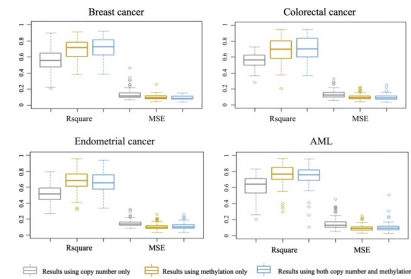 Breast cancer
Colorectal cancer
1
0.8
0.6
0.4
0.2
0
1
0.8
0.6
0.4
0.2
0
Rsquare
MSE
Rsquare
MSE
Endometrial cancer
AML
1
0.8
0.6
0.4
0.2
0
1
0.8
0.6
0.4
0.2
0
Rsquare
MSE
Rsquare
MSE
Results using copy number only
Results using methylation only
Results using both copy number and methylation